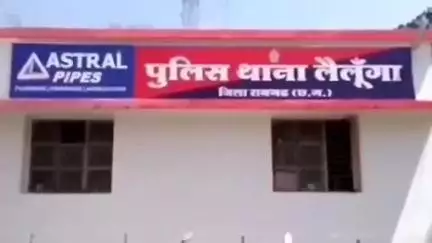 ASTRAL
PIPES
पुलिस थाना लैलूंगा
जिला रायगढ़ (छ.ग.)